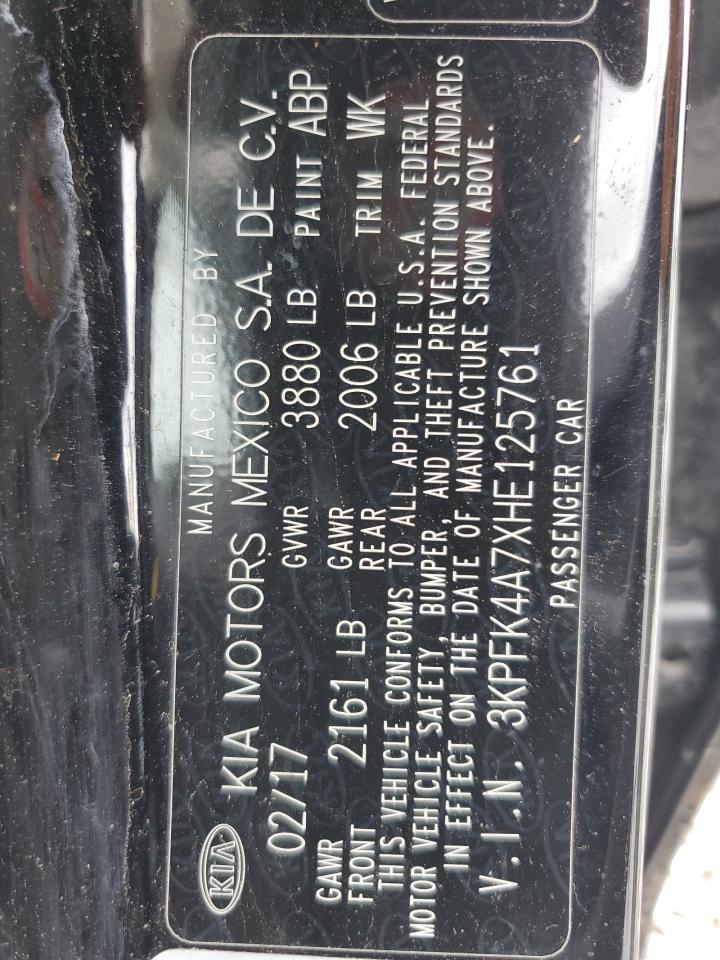 MANUFACTURED BY
KIA KIA MOTORS MEXICO S.A. DE C.V.
02/17 GVWR 3880 LB PAINT ABP
GAWR FRONT 2161 LB GAWR REAR 2006 LB TRIM WK
THIS VEHICLE CONFORMS TO ALL APPLICABLE U.S.A. FEDERAL
MOTOR VEHICLE SAFETY, BUMPER, AND THEFT PREVENTION STANDARDS
IN EFFECT ON THE DATE OF MANUFACTURE SHOWN ABOVE.
V.I.N. 3KPFK4A7XHE125761
PASSENGER CAR